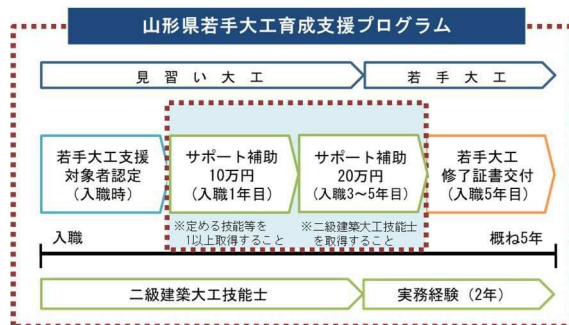 山形県若手大工育成支援プログラム
見習い大工
若手大工
若手大工支援
対象者認定
(入職時)
サポート補助
10万円
(入職1年目)
サポート補助
20万円
(入職3~5年目)
若手大工
修了証書交付
(入職5年目)
※定める技能等を
1以上取得すること
※二級建築大工技能士
を取得すること
入職
概ね5年
二級建築大工技能士
実務経験(2年)